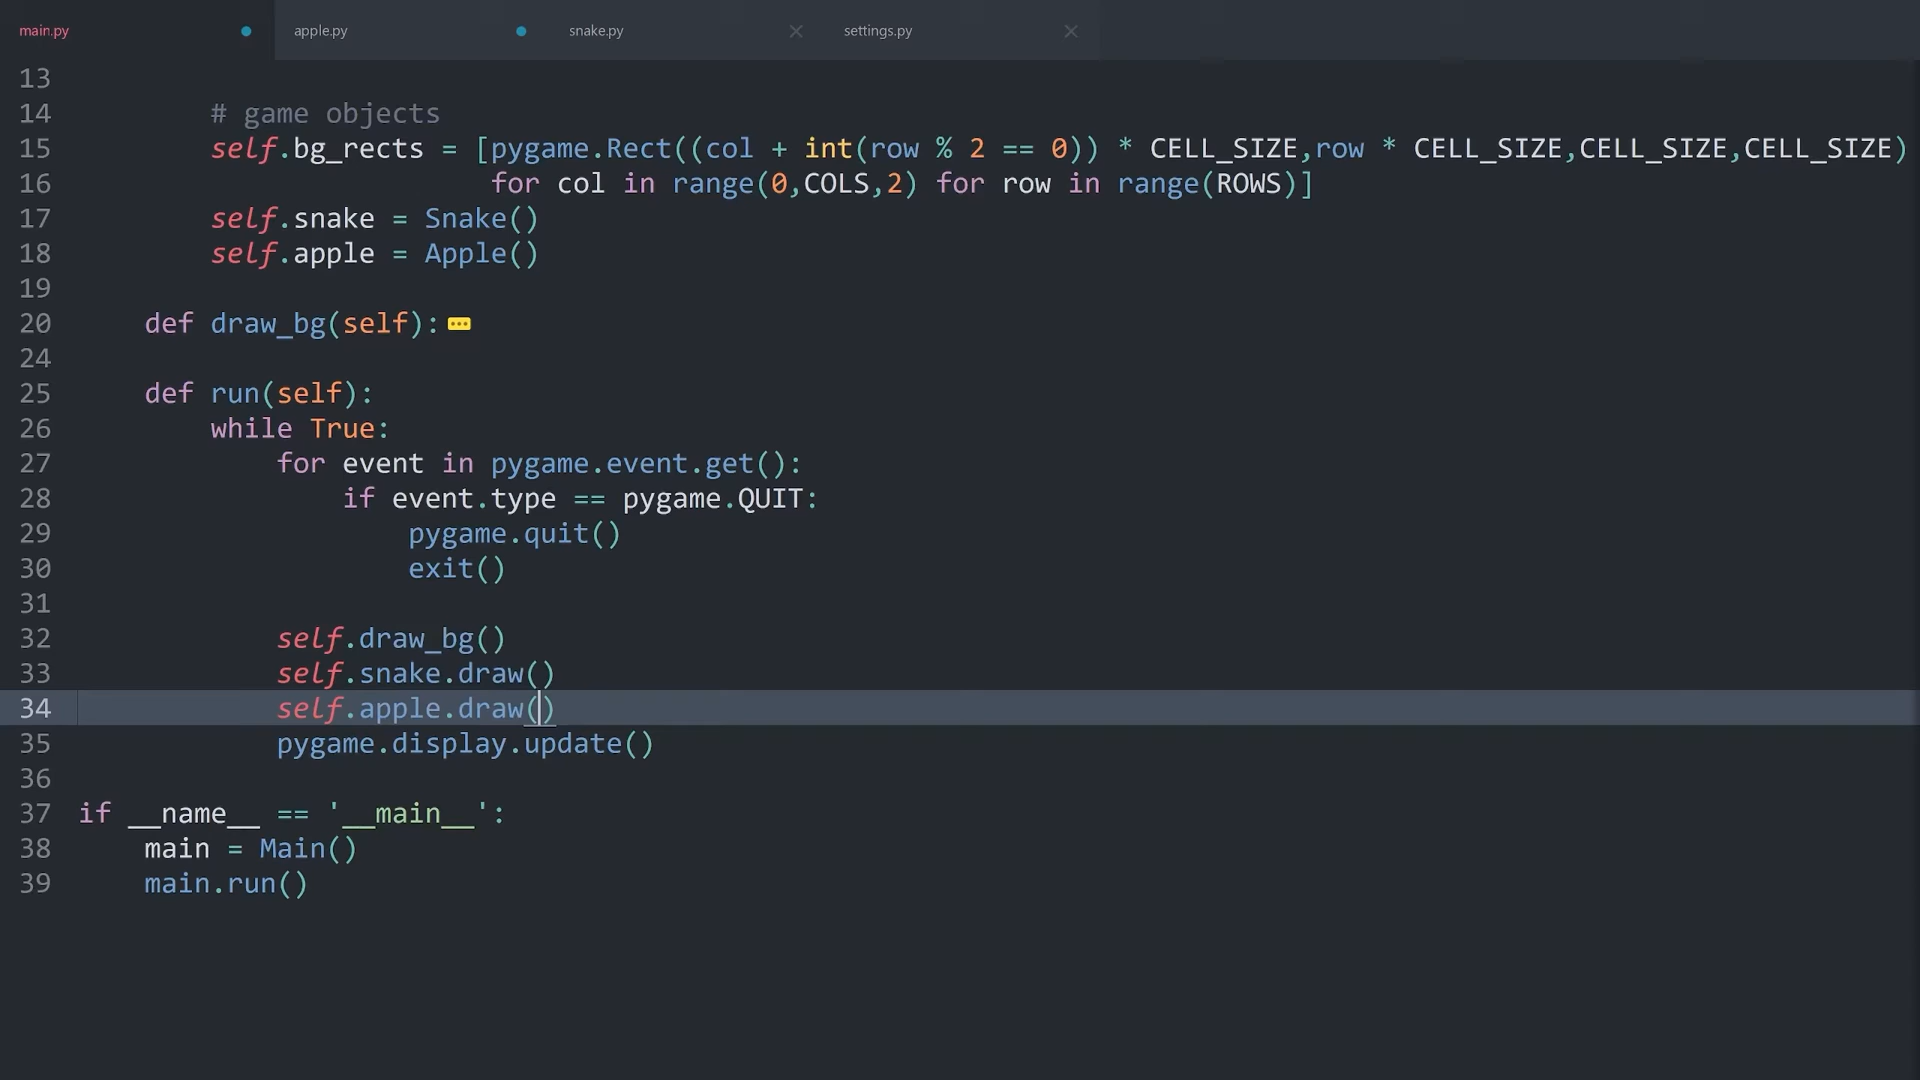 main.py apple.py snake.py settings.py
13
14 # game objects
15 self.bg_rects = [pygame.Rect((col + int(row % 2 == 0)) * CELL_SIZE,row * CELL_SIZE,CELL_SIZE,CELL_SIZE)
16 for col in range(0,COLS,2) for row in range(ROWS)]
17 self.snake = Snake()
18 self.apple = Apple()
19
20 def draw_bg(self):
24
25 def run(self):
26 while True:
27 for event in pygame.event.get():
28 if event.type == pygame.QUIT:
29 pygame.quit()
30 exit()
31
32 self.draw_bg()
33 self.snake.draw()
34 self.apple.draw()
35 pygame.display.update()
36
37 if __name__ == '__main__':
38 main = Main()
39 main.run()